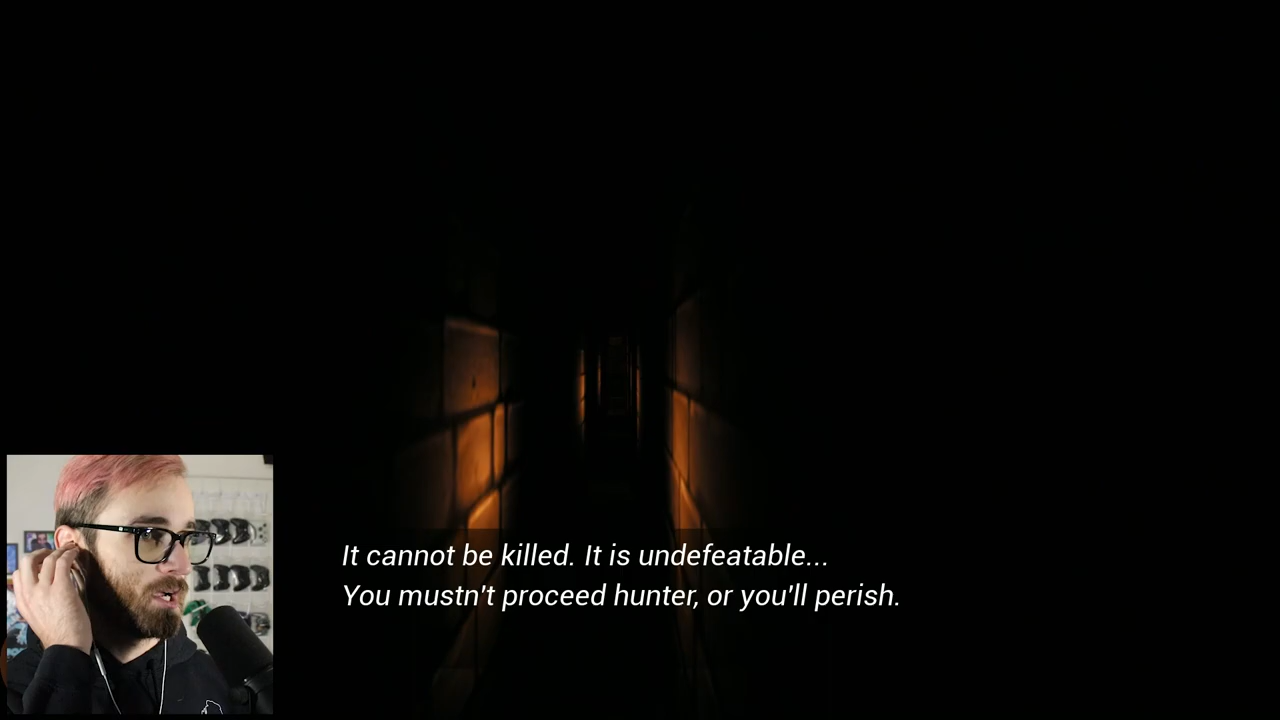 It cannot be killed. It is undefeatable...
You mustn't proceed hunter, or you'll perish.